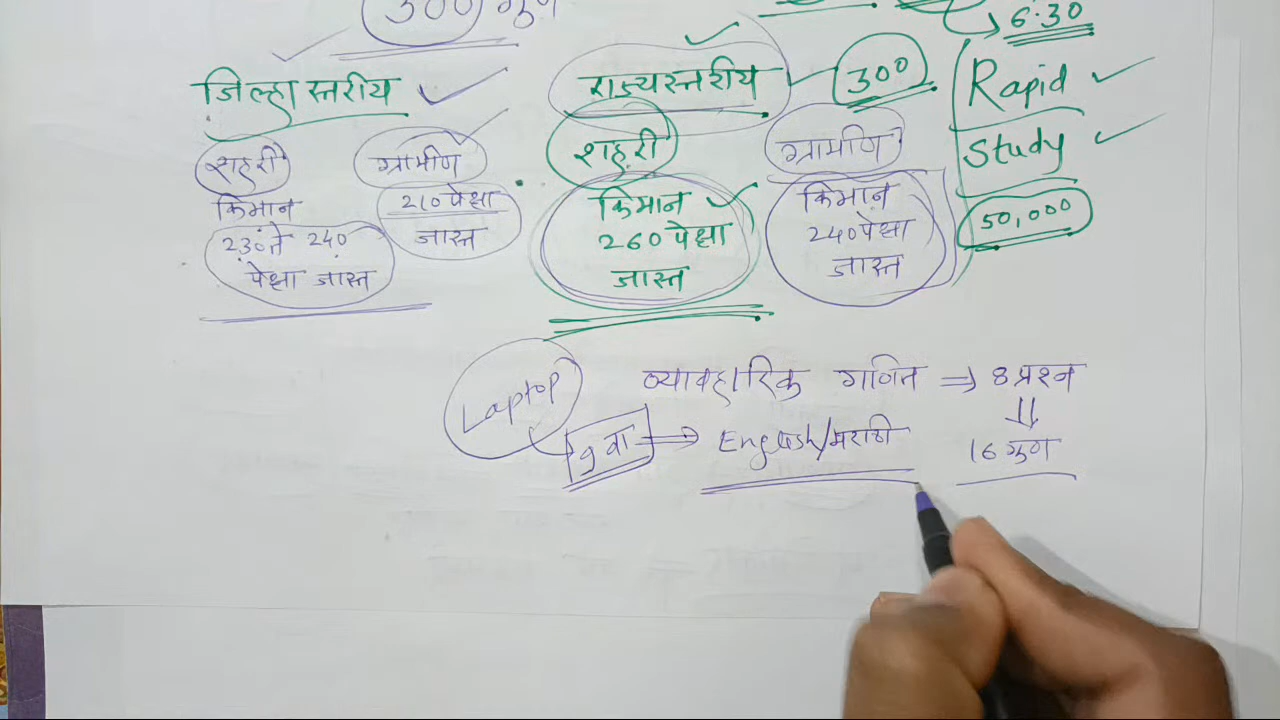 300 गुण
6:30
जिल्हास्तरीय
शहरी
किमान
230 ते 240
पेक्षा जास्त
ग्रामीण
210 पेक्षा
जास्त
राज्यस्तरीय
300
शहरी
किमान
260 पेक्षा
जास्त
ग्रामीण
किमान
240 पेक्षा
जास्त
Rapid
Study
50,000
Laptop
व्यावहारिक गणित ⇒ 8 प्रश्न
9 वा ⇒ English/मराठी
16 गुण